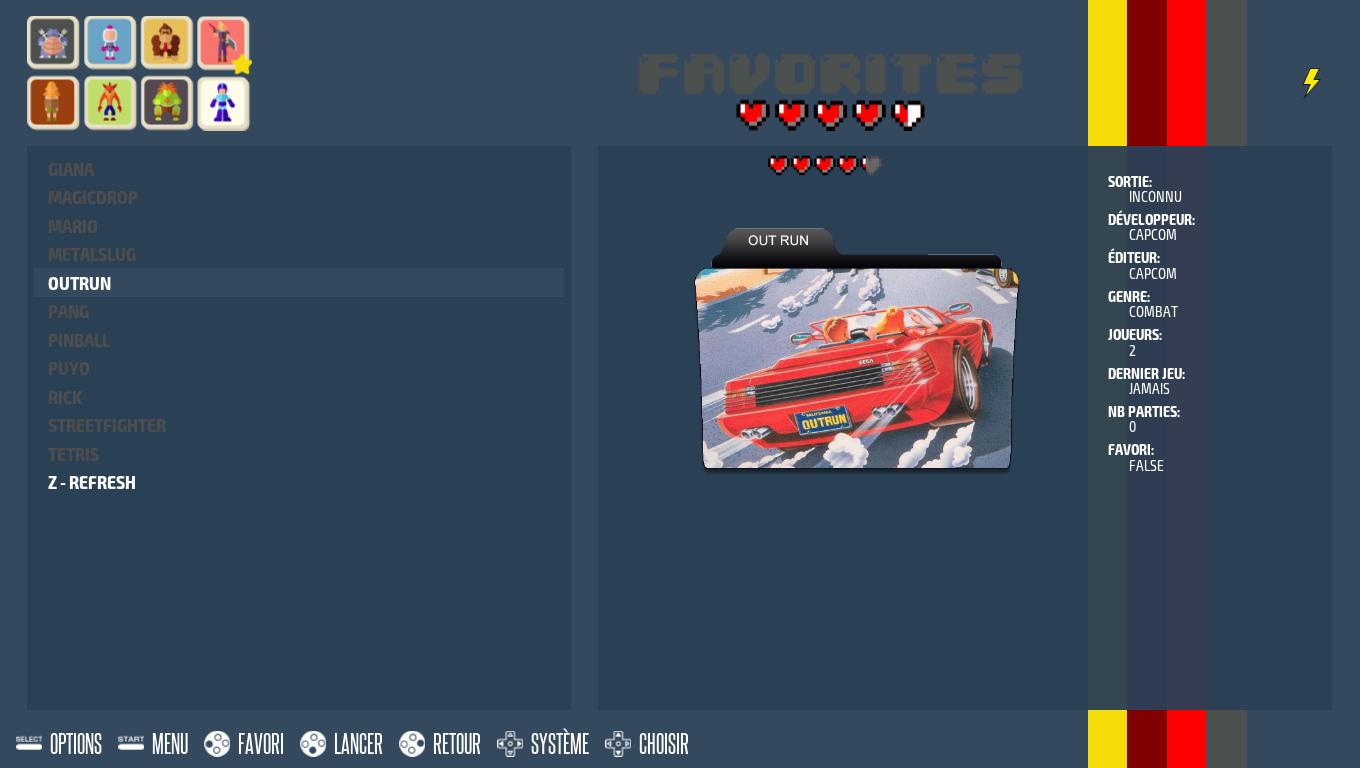 FAVORITES
GIANA
MAGICDROP
MARIO
METALSLUG
OUTRUN
PANG
PINBALL
PUYO
RICK
STREETFIGHTER
TETRIS
Z - REFRESH
OUT RUN
SEGA
CALIFORNIA
OUTRUN
SORTIE:
INCONNU
DÉVELOPPEUR:
CAPCOM
ÉDITEUR:
CAPCOM
GENRE:
COMBAT
JOUEURS:
2
DERNIER JEU:
JAMAIS
NB PARTIES:
0
FAVORI:
FALSE
SELECT OPTIONS START MENU FAVORI LANCER RETOUR SYSTÈME CHOISIR